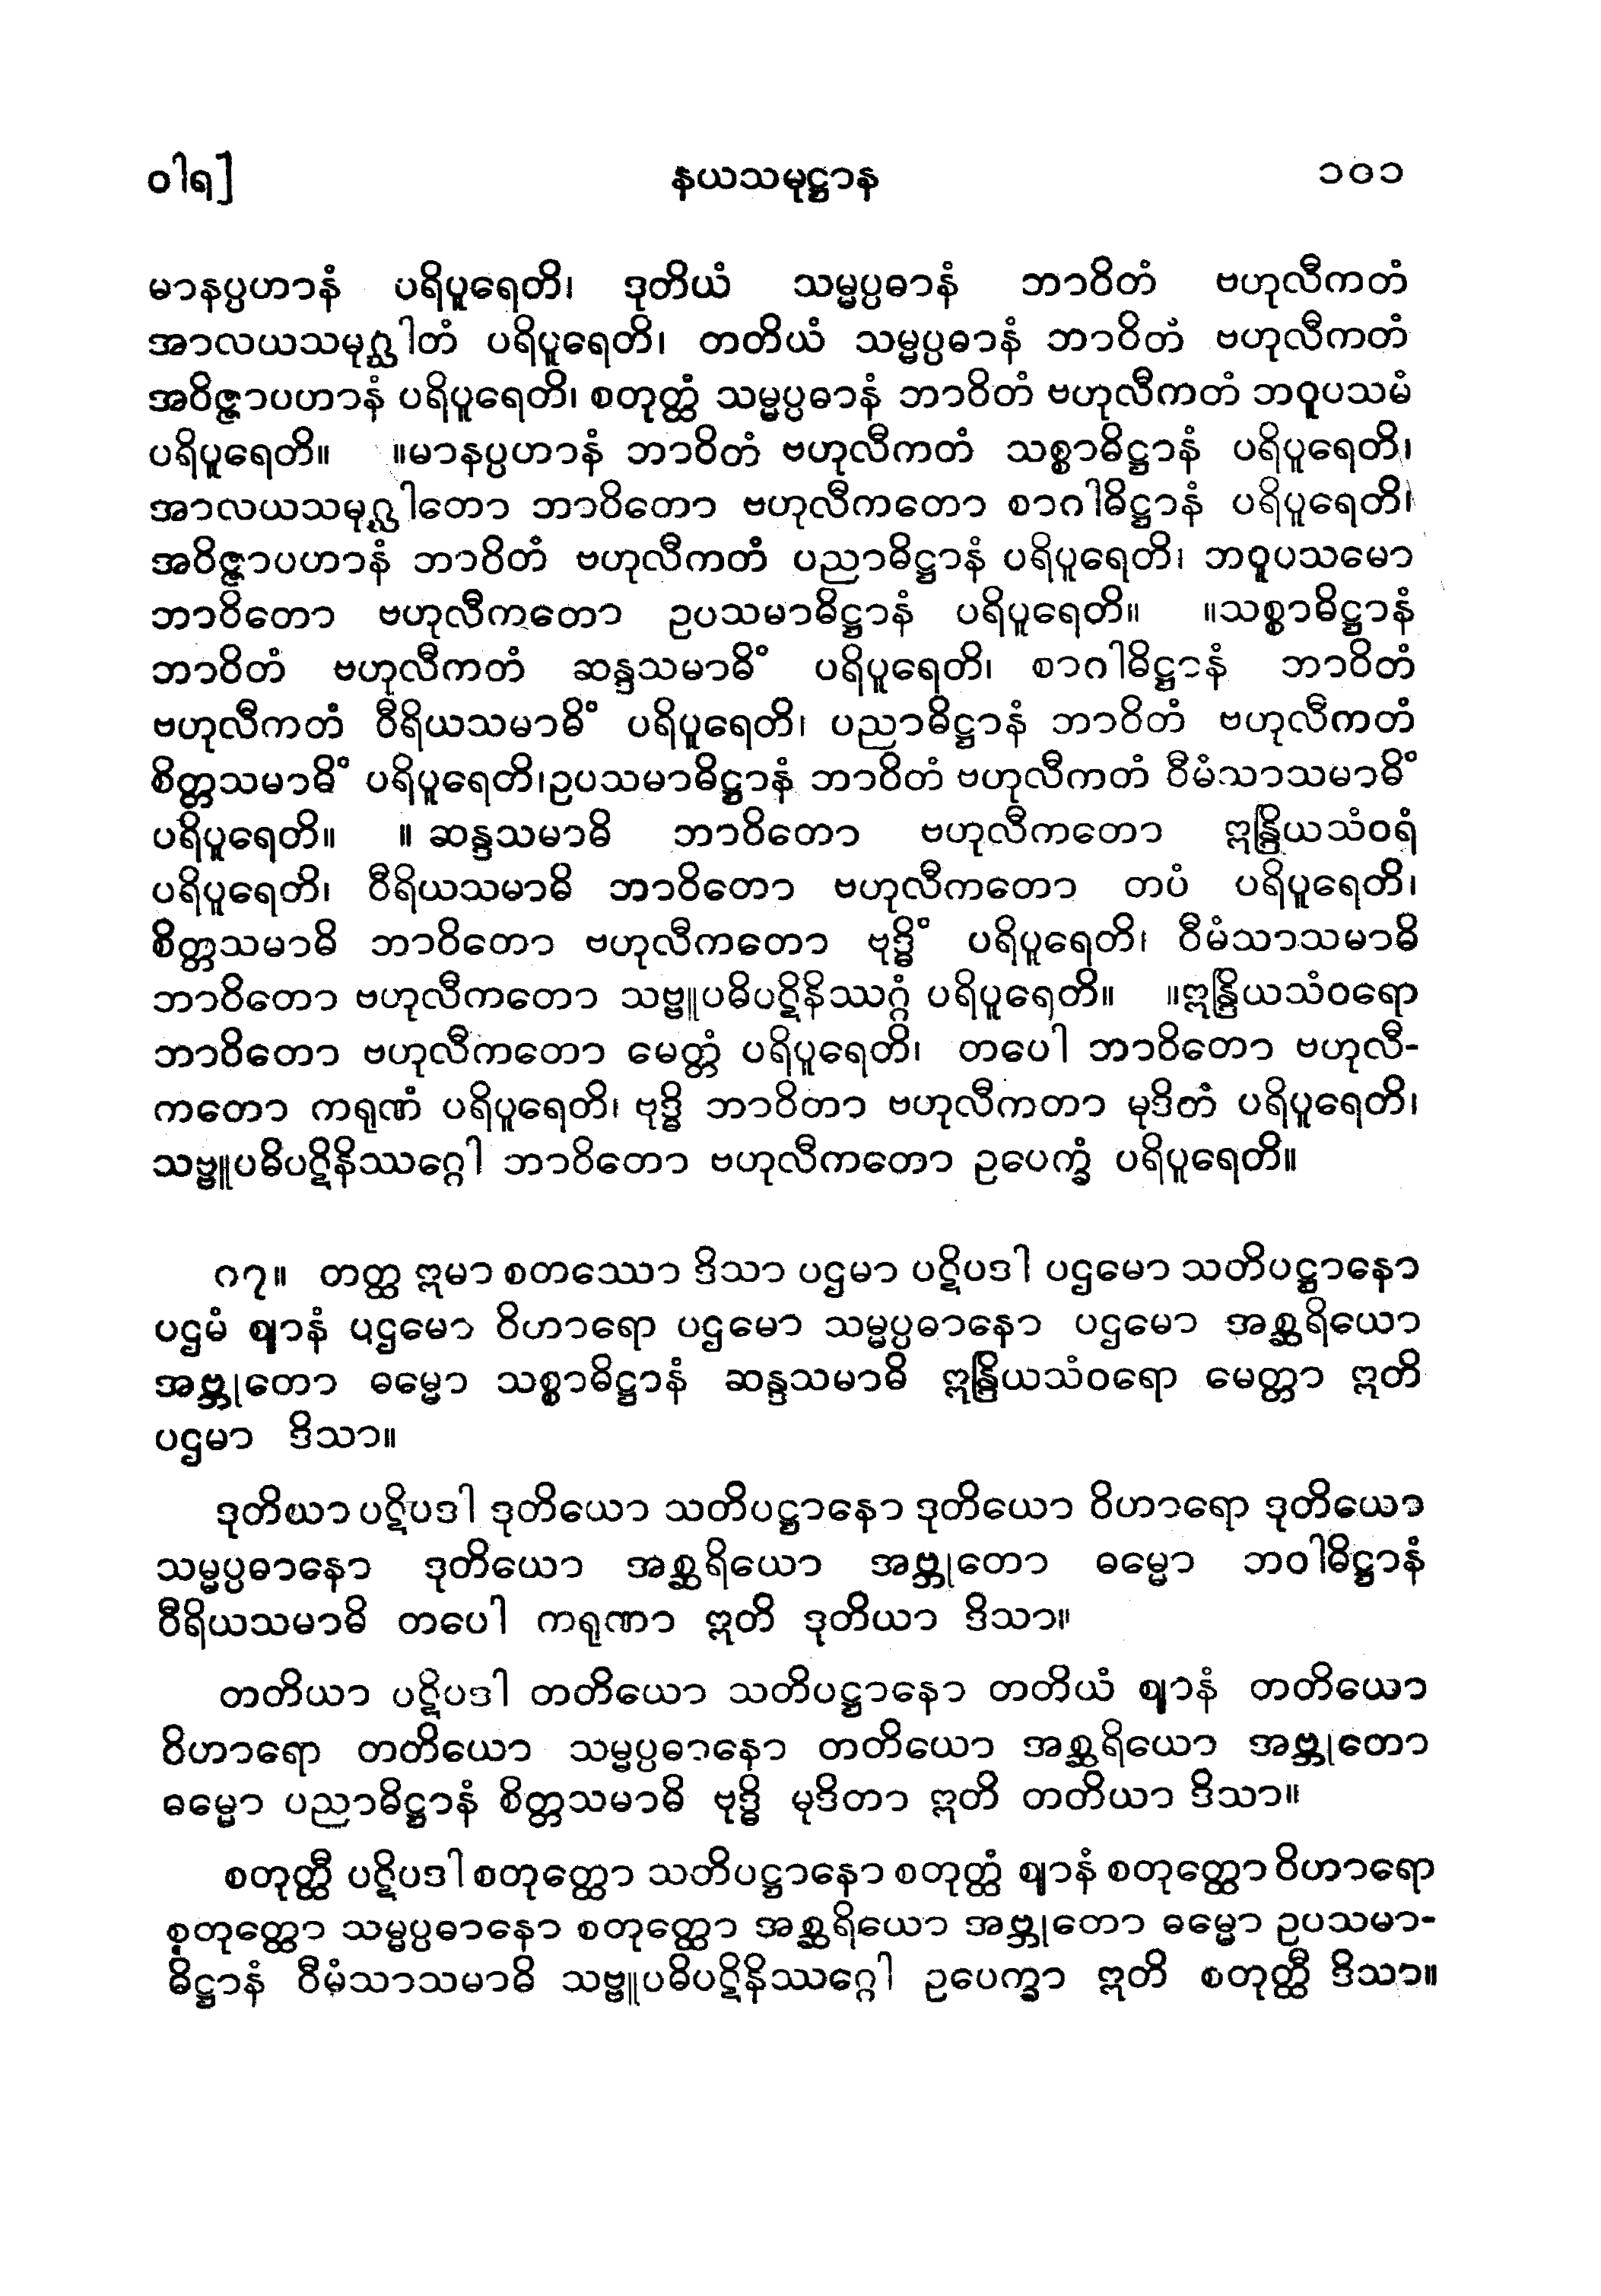 ဝါရ]	နယသမုဋ္ဌာန	၁၀၁
မာနပ္ပဟာနံ ပရိပူရေတိ၊ ဒုတိယံ သမ္မပ္ပဓာနံ ဘာဝိတံ ဗဟုလီကတံ
အာလယသမုဂ္ဃါတံ ပရိပူရေတိ၊ တတိယံ သမ္မပ္ပဓာနံ ဘာဝိတံ ဗဟုလီကတံ
အဝိဇ္ဇာပဟာနံ ပရိပူရေတိ၊ စတုတ္ထံ သမ္မပ္ပဓာနံ ဘာဝိတံ ဗဟုလီကတံ ဘဝူပသမံ
ပရိပူရေတိ။ ။မာနပ္ပဟာနံ ဘာဝိတံ ဗဟုလီကတံ သစ္စာဓိဋ္ဌာနံ ပရိပူရေတိ၊
အာလယသမုဂ္ဃါတော ဘာဝိတော ဗဟုလီကတော စာဂါဓိဋ္ဌာနံ ပရိပူရေတိ၊
အဝိဇ္ဇာပဟာနံ ဘာဝိတံ ဗဟုလီကတံ ပညာဓိဋ္ဌာနံ ပရိပူရေတိ၊ ဘဝူပသမော
ဘာဝိတော ဗဟုလီကတော ဥပသမာဓိဋ္ဌာနံ ပရိပူရေတိ။ ။သစ္စာဓိဋ္ဌာနံ
ဘာဝိတံ ဗဟုလီကတံ ဆန္ဒသမာဓိံ ပရိပူရေတိ၊ စာဂါဓိဋ္ဌာနံ ဘာဝိတံ
ဗဟုလီကတံ ဝီရိယသမာဓိံ ပရိပူရေတိ၊ ပညာဓိဋ္ဌာနံ ဘာဝိတံ ဗဟုလီကတံ
စိတ္တသမာဓိံ ပရိပူရေတိ၊ဥပသမာဓိဋ္ဌာနံ ဘာဝိတံ ဗဟုလီကတံ ဝီမံသာသမာဓိံ
ပရိပူရေတိ။ ။ ဆန္ဒသမာဓိ ဘာဝိတော ဗဟုလီကတော ဣန္ဒြိယသံဝရံ
ပရိပူရေတိ၊ ဝီရိယသမာဓိ ဘာဝိတော ဗဟုလီကတော တပံ ပရိပူရေတိ၊
စိတ္တသမာဓိ ဘာဝိတော ဗဟုလီကတော ဗုဒ္ဓိံ ပရိပူရေတိ၊ ဝီမံသာသမာဓိ
ဘာဝိတော ဗဟုလီကတော သဗ္ဗူပဓိပဋိနိဿဂ္ဂံ ပရိပူရေတိ။ ။ဣန္ဒြိယသံဝရော
ဘာဝိတော ဗဟုလီကတော မေတ္တံ ပရိပူရေတိ၊ တပေါ ဘာဝိတော ဗဟုလီ-
ကတော ကရုဏံ ပရိပူရေတိ၊ ဗုဒ္ဓိ ဘာဝိတာ ဗဟုလီကတာ မုဒိတံ ပရိပူရေတိ၊
သဗ္ဗူပဓိပဋိနိဿဂ္ဂေါ ဘာဝိတော ဗဟုလီကတော ဥပေက္ခံ ပရိပူရေတိ။
၈၇။ တတ္ထ ဣမာ စတဿော ဒိသာ ပဌမာ ပဋိပဒါ ပဌမော သတိပဋ္ဌာနော
ပဌမံ ဈာနံ ပဌမော ဝိဟာရော ပဌမော သမ္မပ္ပဓာနော ပဌမော အစ္ဆရိယော
အဗ္ဘုတော ဓမ္မော သစ္စာဓိဋ္ဌာနံ ဆန္ဒသမာဓိ ဣန္ဒြိယသံဝရော မေတ္တာ ဣတိ
ပဌမာ ဒိသာ။
ဒုတိယာ ပဋိပဒါ ဒုတိယော သတိပဋ္ဌာနော ဒုတိယော ဝိဟာရော ဒုတိယော
သမ္မပ္ပဓာနော ဒုတိယော အစ္ဆရိယော အဗ္ဘုတော ဓမ္မော ဘဝါဓိဋ္ဌာနံ
ဝီရိယသမာဓိ တပေါ ကရုဏာ ဣတိ ဒုတိယာ ဒိသာ။
တတိယာ ပဋိပဒါ တတိယော သတိပဋ္ဌာနော တတိယံ ဈာနံ တတိယော
ဝိဟာရော တတိယော သမ္မပ္ပဓာနော တတိယော အစ္ဆရိယော အဗ္ဘုတော
ဓမ္မော ပညာဓိဋ္ဌာနံ စိတ္တသမာဓိ ဗုဒ္ဓိ မုဒိတာ ဣတိ တတိယာ ဒိသာ။
စတုတ္ထီ ပဋိပဒါ စတုတ္ထော သတိပဋ္ဌာနော စတုတ္ထံ ဈာနံ စတုတ္ထော ဝိဟာရော
စတုတ္ထော သမ္မပ္ပဓာနော စတုတ္ထော အစ္ဆရိယော အဗ္ဘုတော ဓမ္မော ဥပသမာ-
ဓိဋ္ဌာနံ ဝီမံသာသမာဓိ သဗ္ဗူပဓိပဋိနိဿဂ္ဂေါ ဥပေက္ခာ ဣတိ စတုတ္ထီ ဒိသာ။